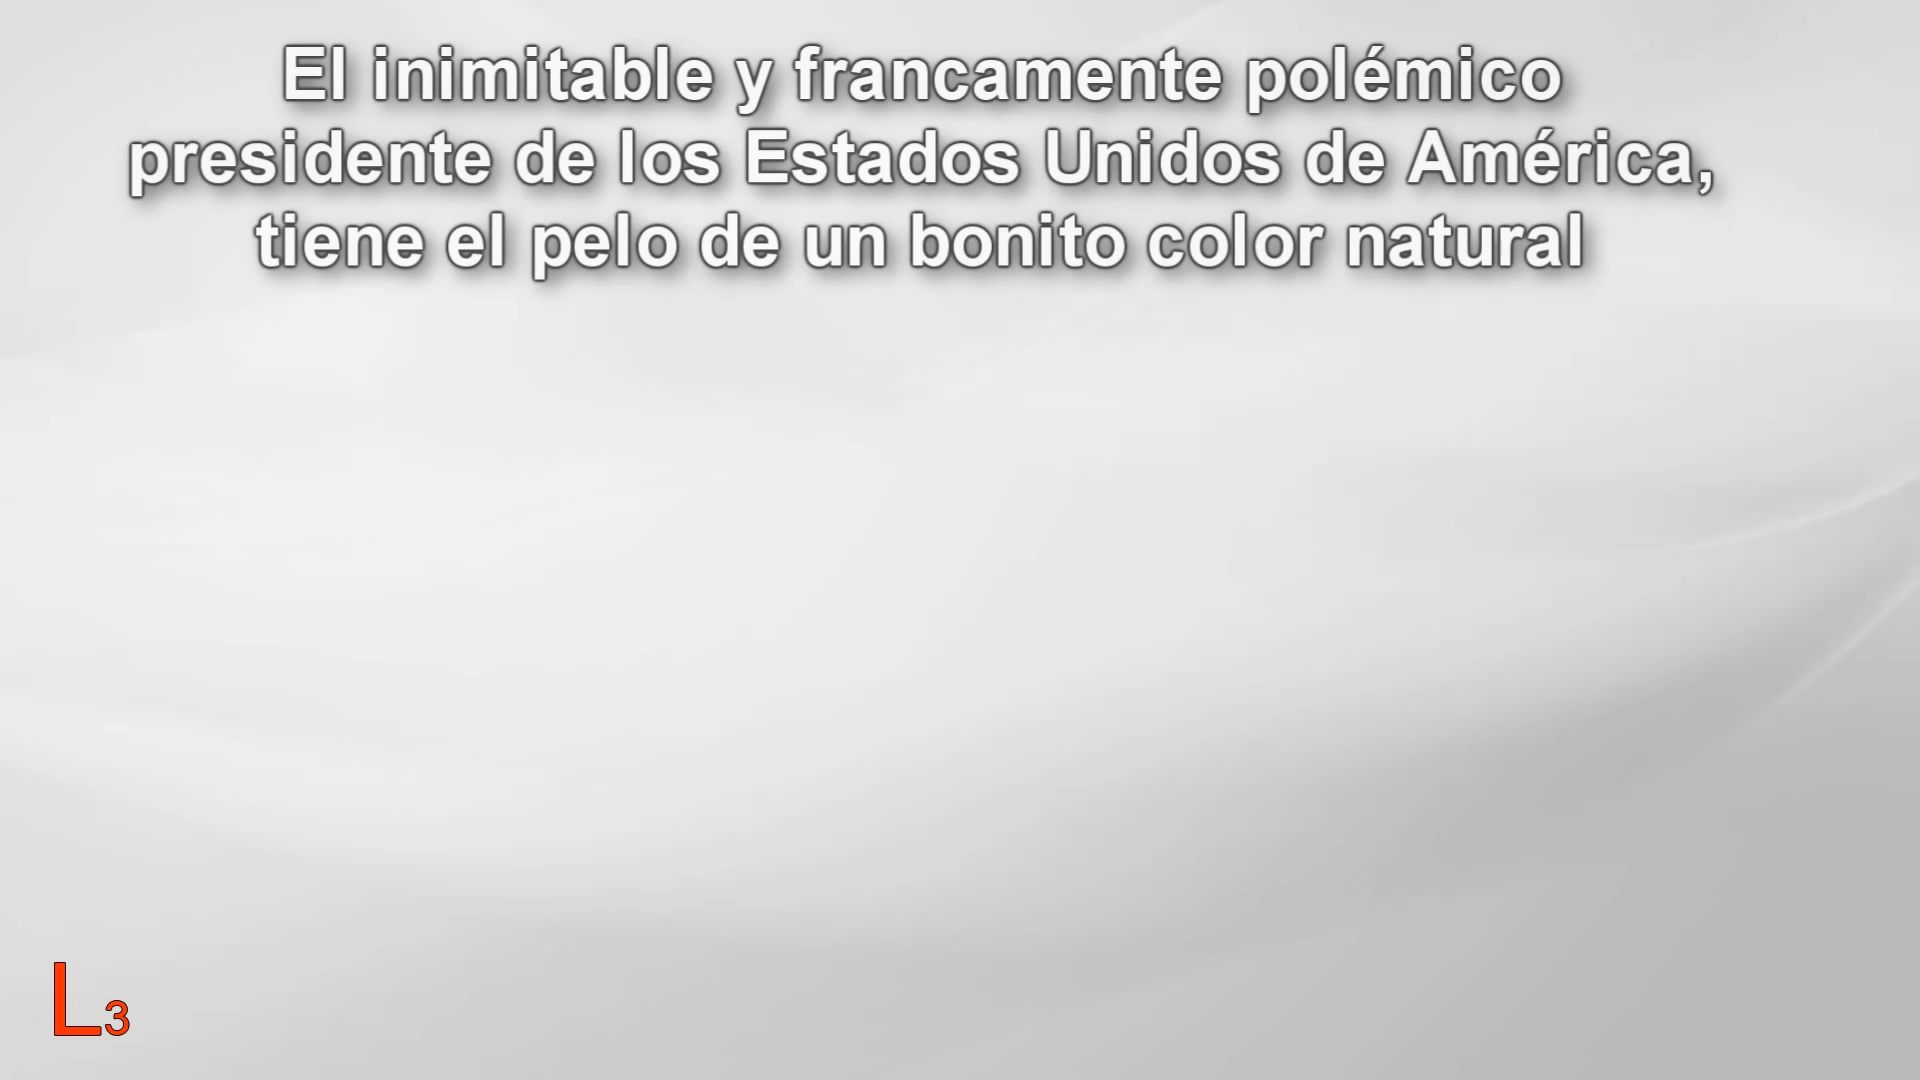 El inimitable y francamente polémico
presidente de los Estados Unidos de América,
tiene el pelo de un bonito color natural
L3